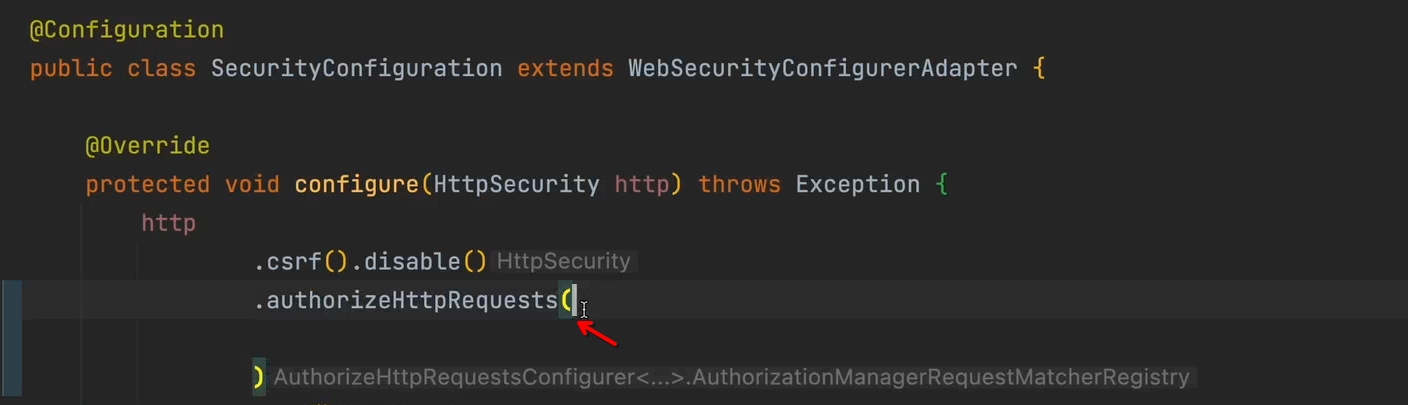 @Configuration
public class SecurityConfiguration extends WebSecurityConfigurerAdapter {
@Override
protected void configure(HttpSecurity http) throws Exception {
http
.csrf().disable() HttpSecurity
.authorizeHttpRequests(
) AuthorizeHttpRequestsConfigurer<...>.AuthorizationManagerRequestMatcherRegistry